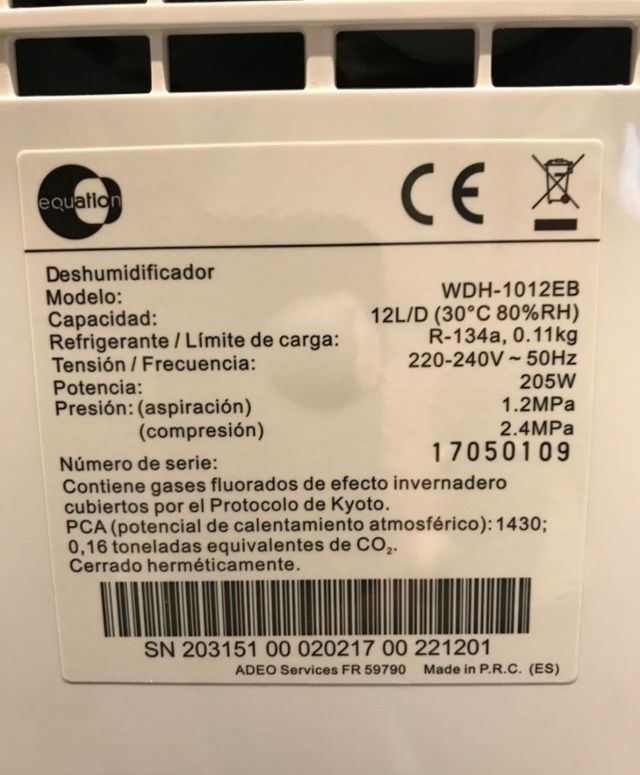 equation
CE
Deshumidificador
Modelo: WDH-1012EB
Capacidad: 12L/D (30°C 80%RH)
Refrigerante / Límite de carga: R-134a, 0.11kg
Tensión / Frecuencia: 220-240V ~ 50Hz
Potencia: 205W
Presión: (aspiración) 1.2MPa
(compresión) 2.4MPa
Número de serie: 17050109
Contiene gases fluorados de efecto invernadero
cubiertos por el Protocolo de Kyoto.
PCA (potencial de calentamiento atmosférico): 1430;
0,16 toneladas equivalentes de CO₂.
Cerrado herméticamente.
SN 203151 00 020217 00 221201
ADEO Services FR 59790 Made in P.R.C. (ES)